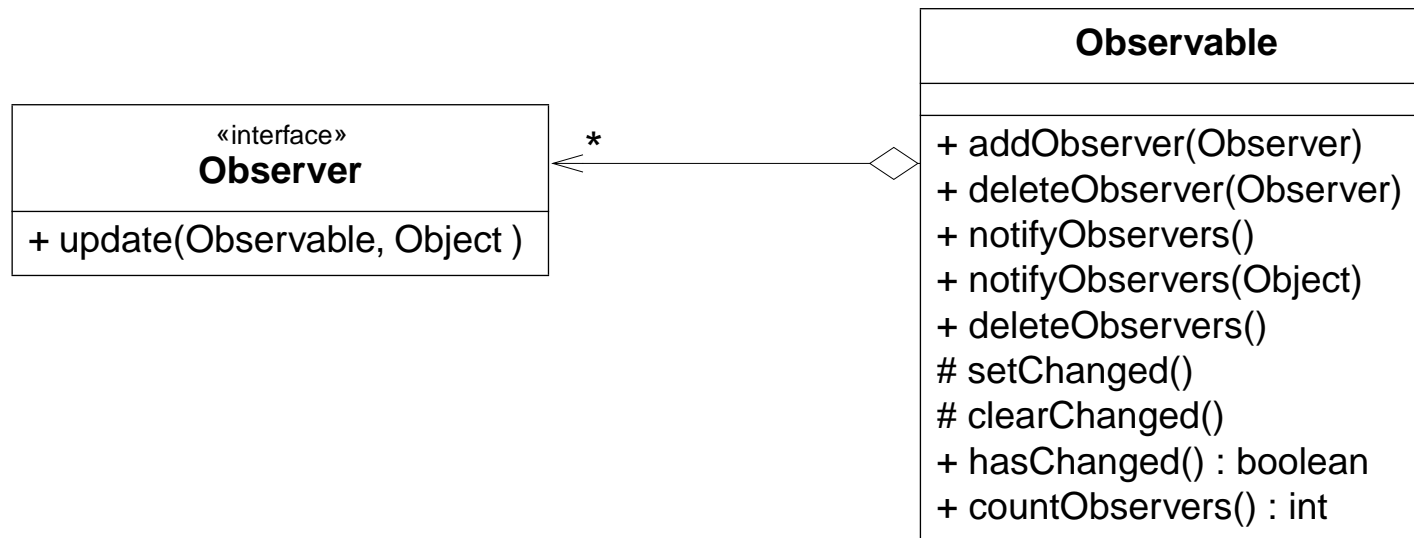 «interface»
Observer
+ update(Observable, Object )
*
Observable
+ addObserver(Observer)
+ deleteObserver(Observer)
+ notifyObservers()
+ notifyObservers(Object)
+ deleteObservers()
# setChanged()
# clearChanged()
+ hasChanged() : boolean
+ countObservers() : int